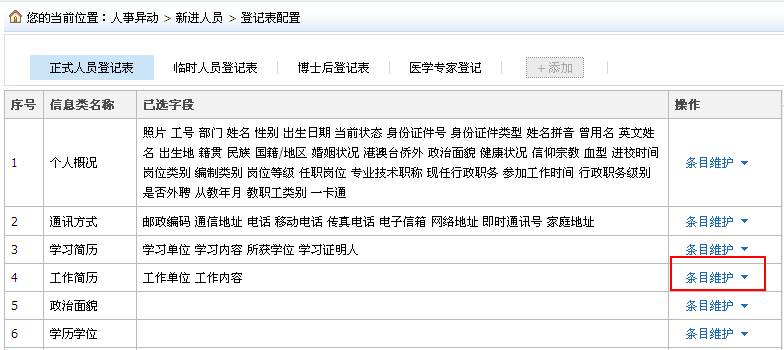 您的当前位置：人事异动 > 新进人员 > 登记表配置
正式人员登记表 临时人员登记表 博士后登记表 医学专家登记 +添加
序号 信息类名称 已选字段 操作
照片 工号 部门 姓名 性别 出生日期 当前状态 身份证件号 身份证件类型 姓名拼音 曾用名 英文姓
名 出生地 籍贯 民族 国籍/地区 婚姻状况 港澳台侨外 政治面貌 健康状况 信仰宗教 血型 进校时间
1 个人概况 条目维护
岗位类别 编制类别 岗位等级 任职岗位 专业技术职称 现任行政职务 参加工作时间 行政职务级别
是否外聘 从教年月 教职工类别 一卡通
2 通讯方式 邮政编码 通信地址 电话 移动电话 传真电话 电子信箱 网络地址 即时通讯号 家庭地址 条目维护
3 学习简历 学习单位 学习内容 所获学位 学习证明人 条目维护
4 工作简历 工作单位 工作内容 条目维护
5 政治面貌 条目维护
6 学历学位 条目维护